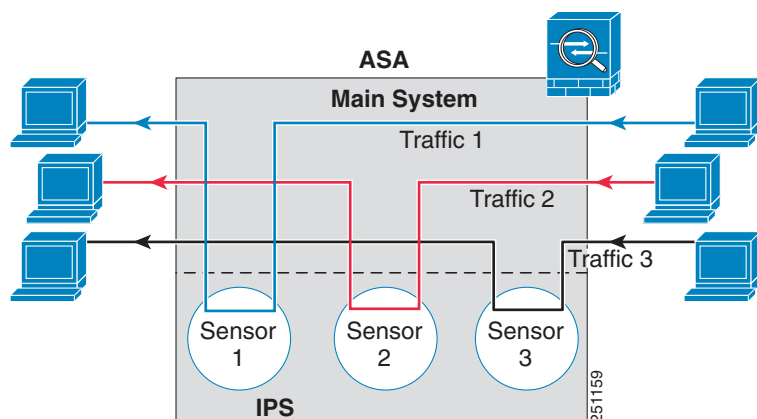 ASA
Main System
Traffic 1
Traffic 2
Traffic 3
Sensor
1
Sensor
2
Sensor
3
IPS
251159